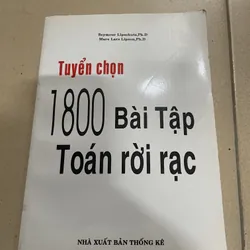 Seymour Lipschutz,Ph.D
Marc Lars Lipson,Ph.D.
Tuyển chọn
1800 Bài Tập
Toán rời rạc
NHÀ XUẤT BẢN THỐNG KÊ